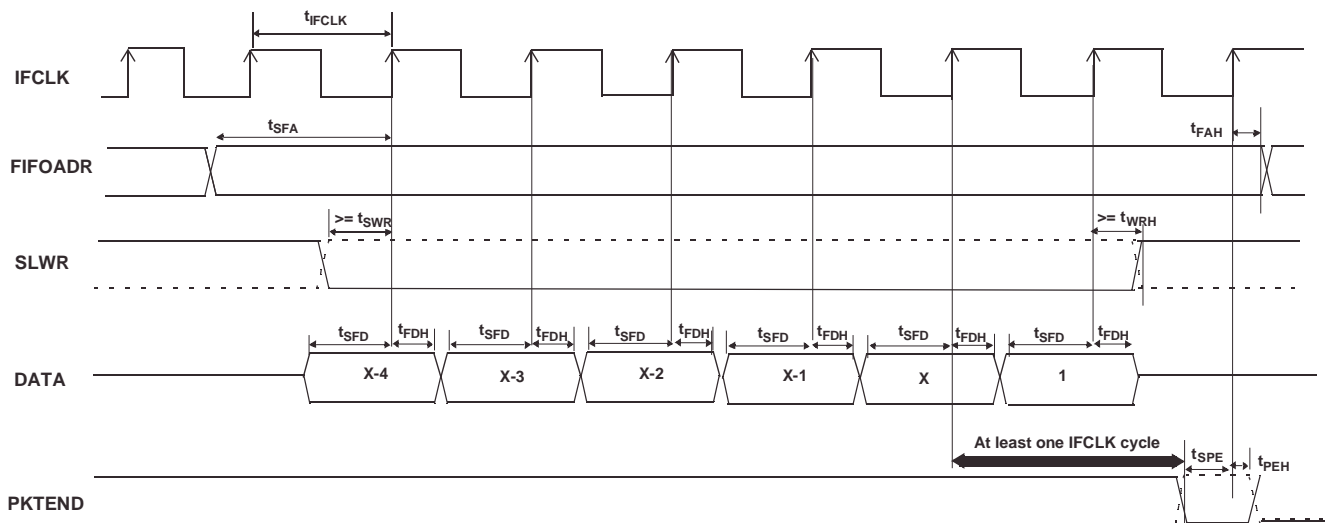 tIFCLK
IFCLK
tSFA
tFAH
FIFOADR
>= tSWR
>= tWRH
SLWR
tSFD tFDH tSFD tFDH tSFD tFDH tSFD tFDH tSFD tFDH tSFD tFDH
DATA X-4 X-3 X-2 X-1 X 1
At least one IFCLK cycle
tSPE
tPEH
PKTEND